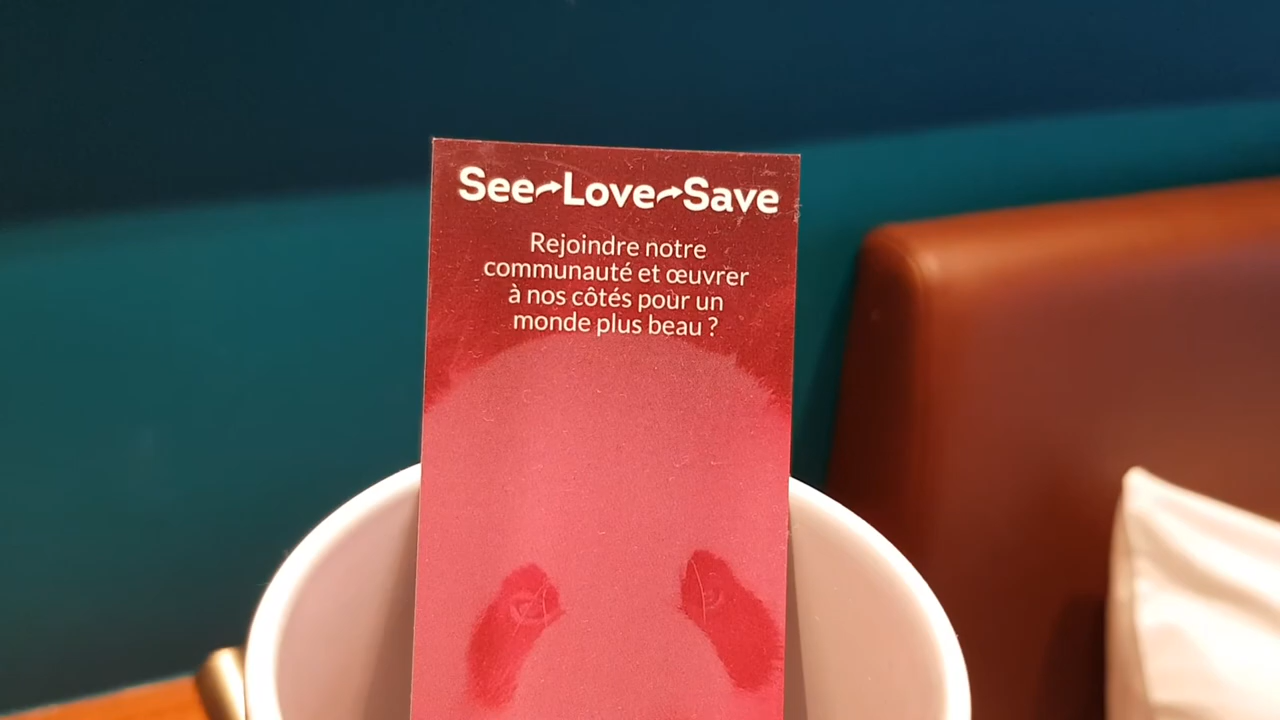 See→Love→Save
Rejoindre notre
communauté et œuvrer
à nos côtés pour un
monde plus beau ?